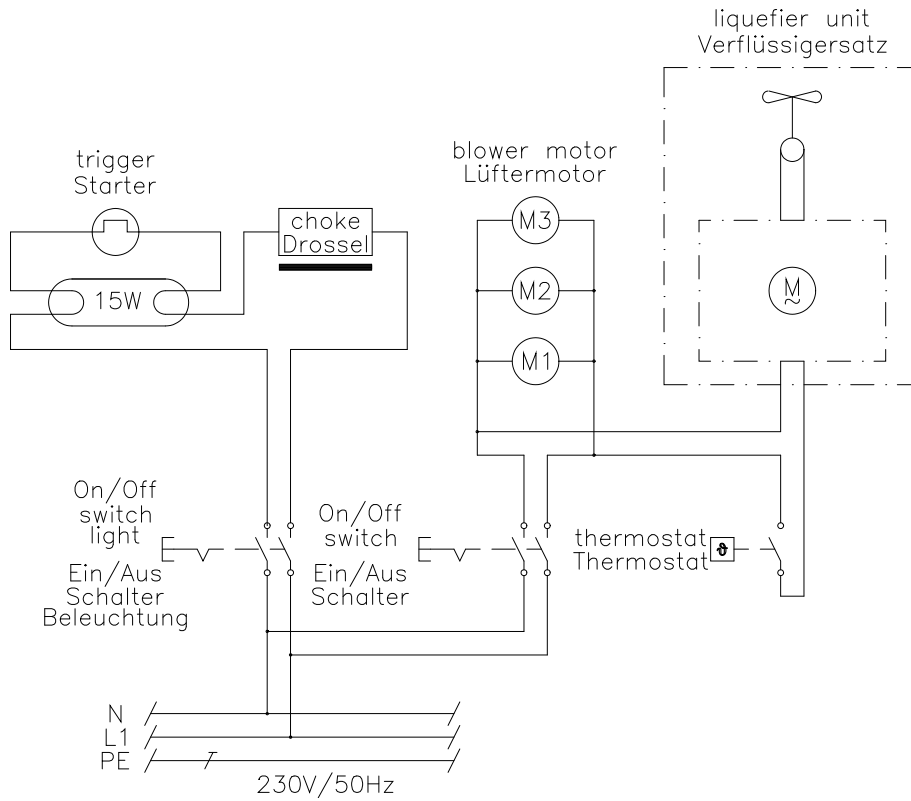 liquefier unit
Verflüssigersatz
blower motor
Lüftermotor
trigger
Starter
choke
Drossel
M3
15W
M2
M
~
M1
On/Off
switch
light
Ein/Aus
Schalter
Beleuchtung
On/Off
switch
Ein/Aus
Schalter
thermostat
Thermostat
ϑ
N
L1
PE
230V/50Hz